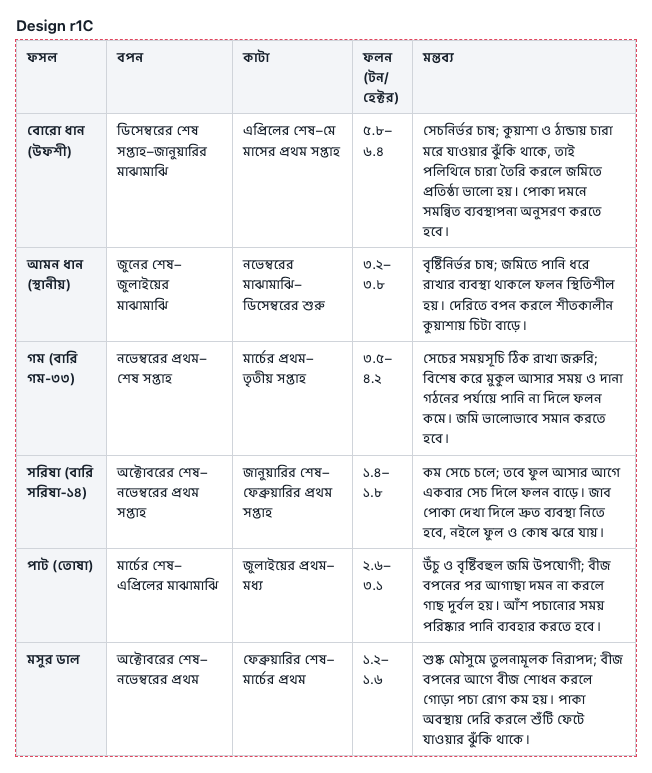 Design r1C
ফসল
বপন
কাটা
ফলন
(টন/
হেক্টর)
মন্তব্য
বোরো ধান
(উফশী)
ডিসেম্বরের শেষ
সপ্তাহ–জানুয়ারির
মাঝামাঝি
এপ্রিলের শেষ–মে
মাসের প্রথম সপ্তাহ
৫.৮–
৬.৪
সেচনির্ভর চাষ; কুয়াশা ও ঠান্ডায় চারা
মরে যাওয়ার ঝুঁকি থাকে, তাই
পলিথিনে চারা তৈরি করলে জমিতে
প্রতিষ্ঠা ভালো হয়। পোকা দমনে
সমন্বিত ব্যবস্থাপনা অনুসরণ করতে
হবে।
আমন ধান
(স্থানীয়)
জুনের শেষ–
জুলাইয়ের
মাঝামাঝি
নভেম্বরের
মাঝামাঝি–
ডিসেম্বরের শুরু
৩.২–
৩.৮
বৃষ্টিনির্ভর চাষ; জমিতে পানি ধরে
রাখার ব্যবস্থা থাকলে ফলন স্থিতিশীল
হয়। দেরিতে বপন করলে শীতকালীন
কুয়াশায় চিটা বাড়ে।
গম (বারি
গম-৩৩)
নভেম্বরের প্রথম–
শেষ সপ্তাহ
মার্চের প্রথম–
তৃতীয় সপ্তাহ
৩.৫–
৪.২
সেচের সময়সূচি ঠিক রাখা জরুরি;
বিশেষ করে মুকুল আসার সময় ও দানা
গঠনের পর্যায়ে পানি না দিলে ফলন
কমে। জমি ভালোভাবে সমান করতে
হবে।
সরিষা (বারি
সরিষা-১৪)
অক্টোবরের শেষ–
নভেম্বরের প্রথম
সপ্তাহ
জানুয়ারির শেষ–
ফেব্রুয়ারির প্রথম
সপ্তাহ
১.৪–
১.৮
কম সেচে চলে; তবে ফুল আসার আগে
একবার সেচ দিলে ফলন বাড়ে। জাব
পোকা দেখা দিলে দ্রুত ব্যবস্থা নিতে
হবে, নইলে ফুল ও কোষ ঝরে যায়।
পাট (তোষা)
মার্চের শেষ–
এপ্রিলের মাঝামাঝি
জুলাইয়ের প্রথম–
মধ্য
২.৬–
৩.১
উঁচু ও বৃষ্টিবহুল জমি উপযোগী; বীজ
বপনের পর আগাছা দমন না করলে
গাছ দুর্বল হয়। আঁশ পচানোর সময়
পরিষ্কার পানি ব্যবহার করতে হবে।
মসুর ডাল
অক্টোবরের শেষ–
নভেম্বরের প্রথম
ফেব্রুয়ারির শেষ–
মার্চের প্রথম
১.২–
১.৬
শুষ্ক মৌসুমে তুলনামূলক নিরাপদ; বীজ
বপনের আগে বীজ শোধন করলে
গোড়া পচা রোগ কম হয়। পাকা
অবস্থায় দেরি করলে শুঁটি ফেটে
যাওয়ার ঝুঁকি থাকে।